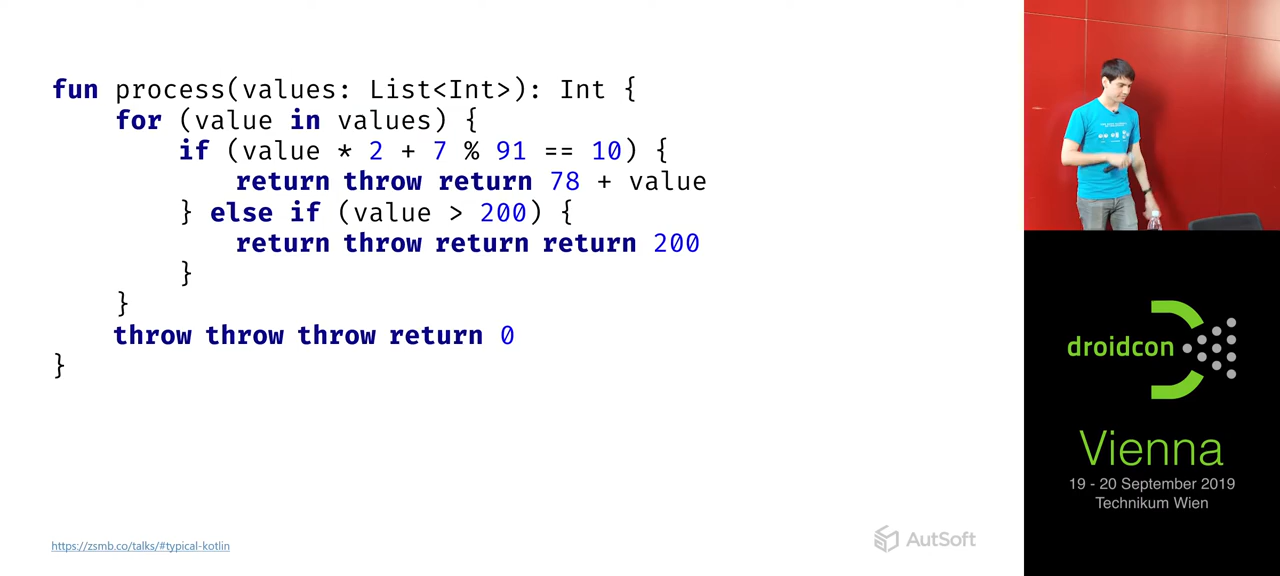 fun process(values: List<Int>): Int {
    for (value in values) {
        if (value * 2 + 7 % 91 == 10) {
            return throw return 78 + value
        } else if (value > 200) {
            return throw return return 200
        }
    }
    throw throw throw return 0
}
https://zsmb.co/talks/#typical-kotlin
AutSoft
droidcon
Vienna
19 - 20 September 2019
Technikum Wien